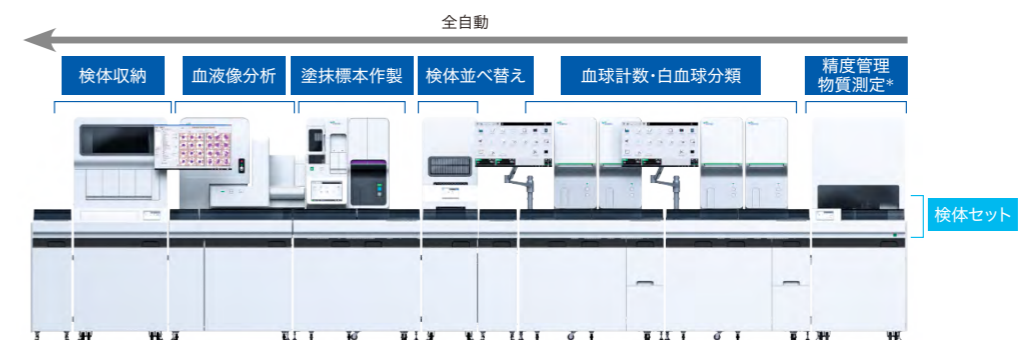 全自動
検体収納
血液像分析
塗抹標本作製
検体並べ替え
血球計数・白血球分類
精度管理
物質測定*
検体セット